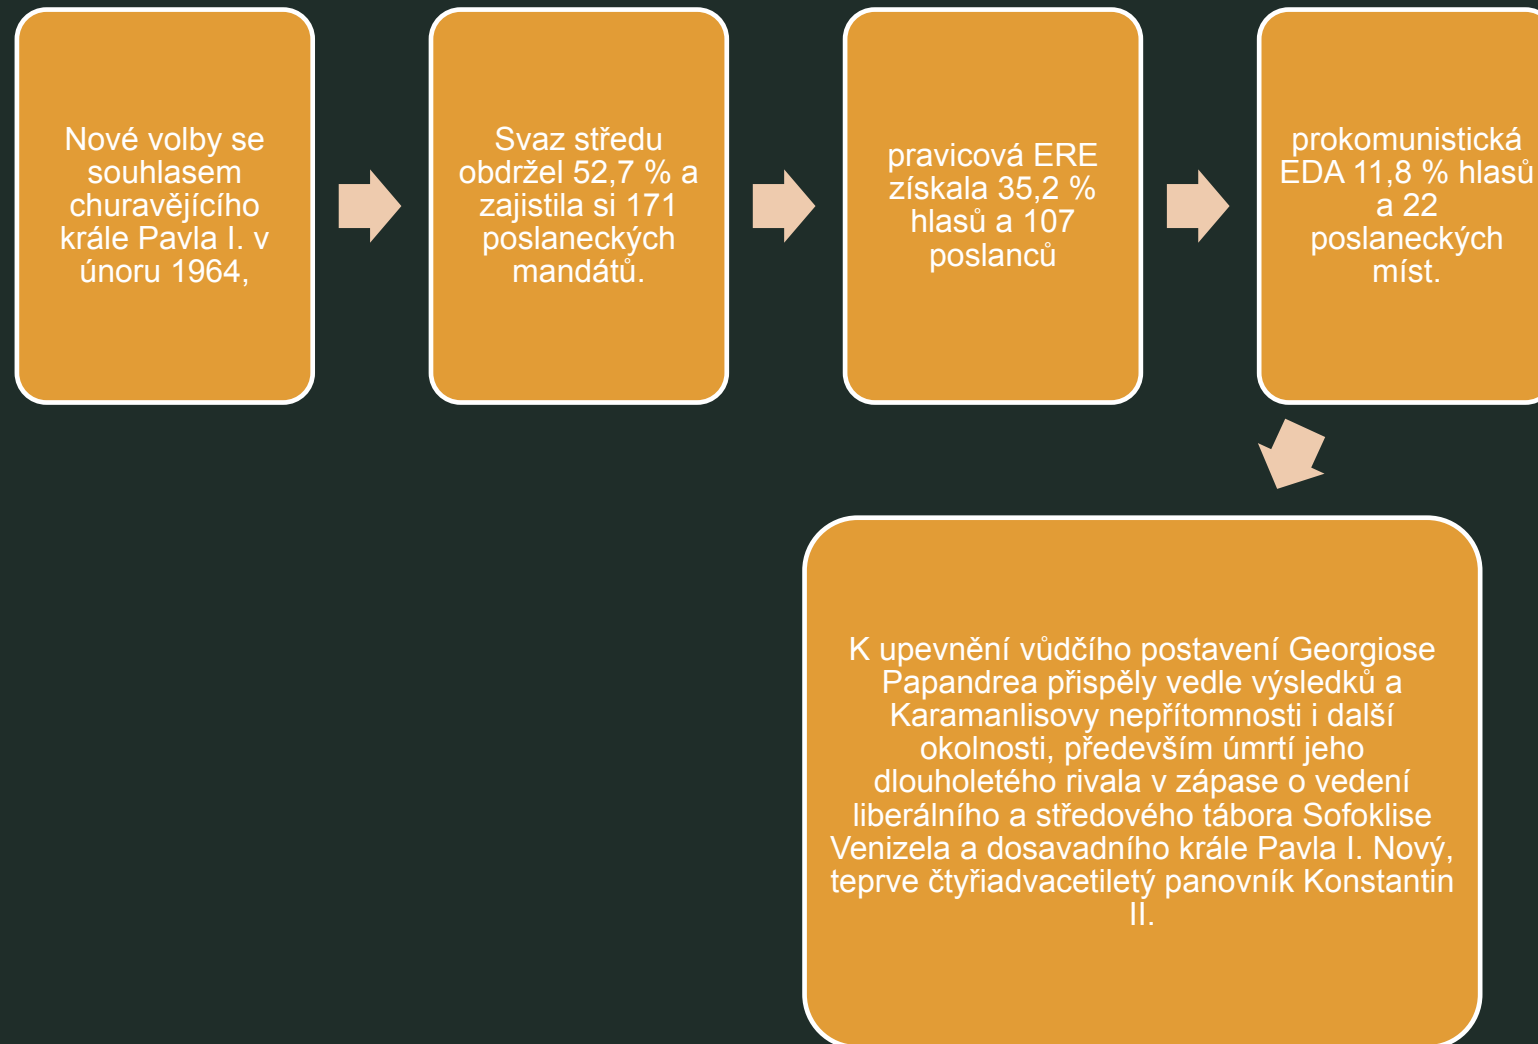 Nové volby se
souhlasem
churavějícího
krále Pavla I. v
únoru 1964,
Svaz středu
obdržel 52,7 % a
zajistila si 171
poslaneckých
mandátů.
pravicová ERE
získala 35,2 %
hlasů a 107
poslanců
prokomunistická
EDA 11,8 % hlasů
a 22
poslaneckých
míst.
K upevnění vůdčího postavení Georgiose
Papandrea přispěly vedle výsledků a
Karamanlisovy nepřítomnosti i další
okolnosti, především úmrtí jeho
dlouholetého rivala v zápase o vedení
liberálního a středového tábora Sofoklise
Venizela a dosavadního krále Pavla I. Nový,
teprve čtyřiadvacetiletý panovník Konstantin
II.